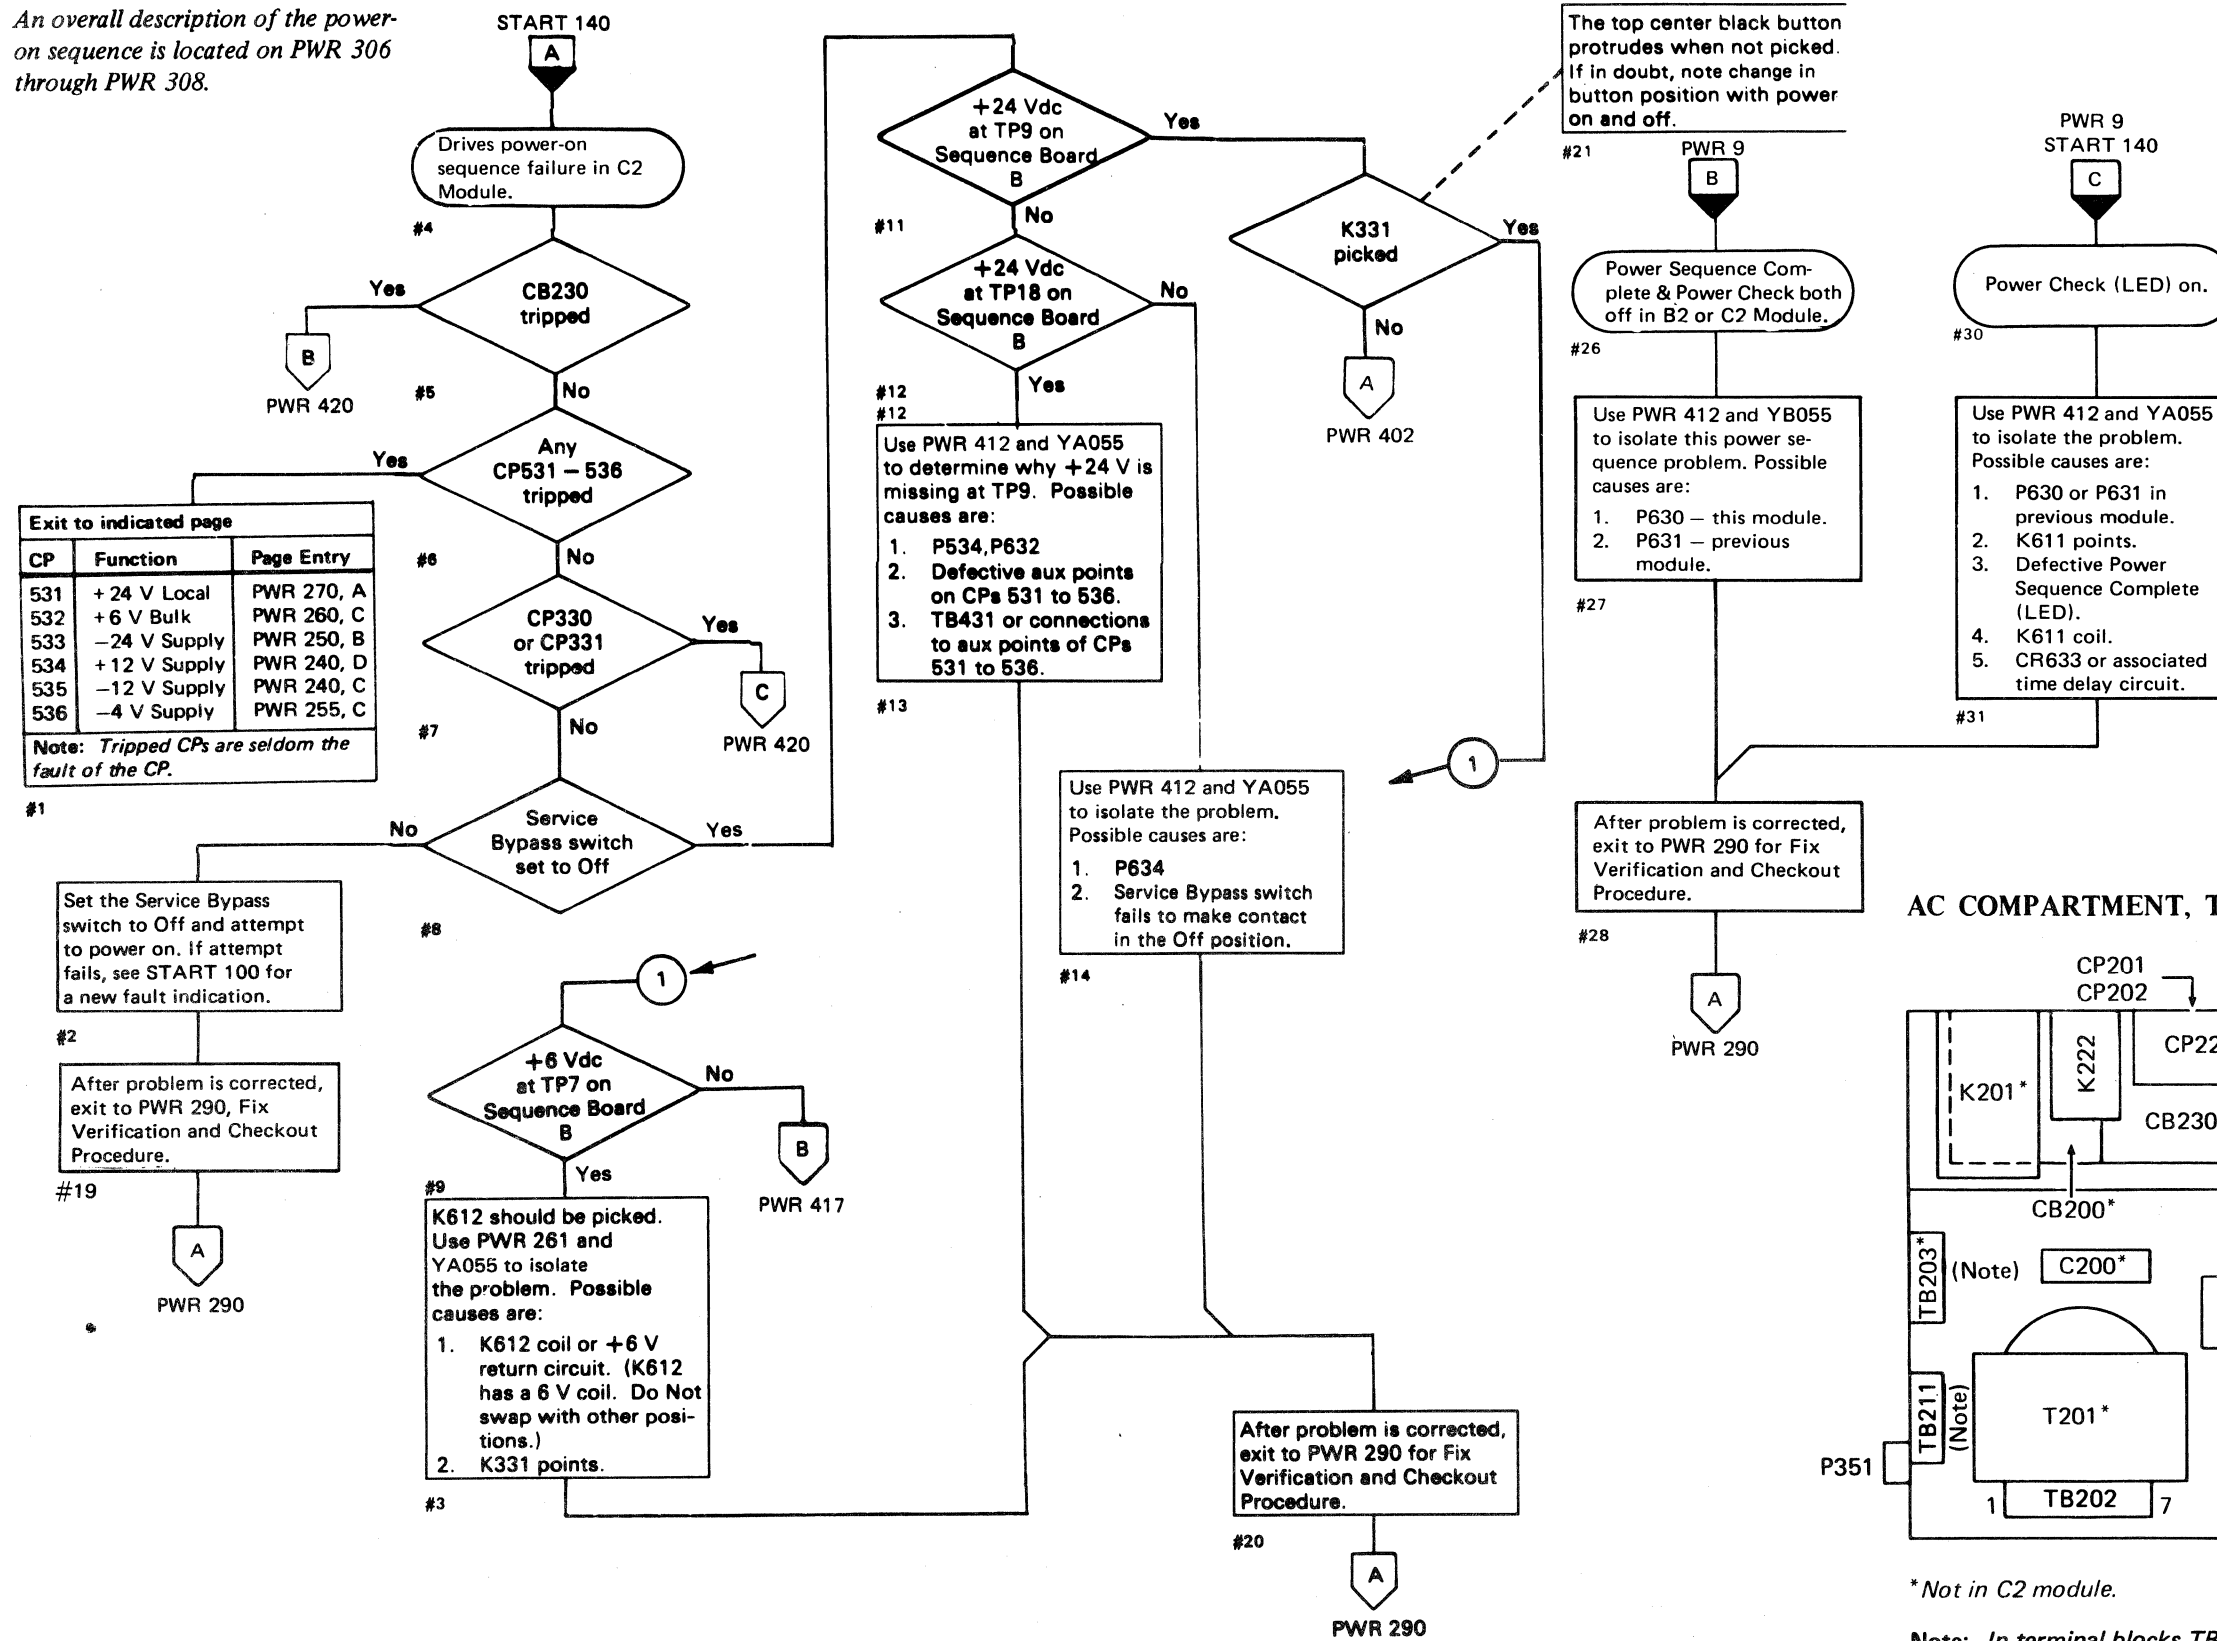 An overall description of the power-
on sequence is located on PWR 306
through PWR 308.
START 140
A
Drives power-on
sequence failure in C2
Module.
#4
CB230
tripped
Yes
B
PWR 420
#5
No
Any
CP531 – 536
tripped
Yes
Exit to indicated page
CP Function Page Entry
531 +24 V Local PWR 270, A
532 +6 V Bulk PWR 260, C
533 –24 V Supply PWR 250, B
534 +12 V Supply PWR 240, D
535 –12 V Supply PWR 240, C
536 –4 V Supply PWR 255, C
Note: Tripped CPs are seldom the
fault of the CP.
#1
#6
No
CP330
or CP331
tripped
Yes
C
PWR 420
#7
No
Service
Bypass switch
set to Off
No
Yes
#8
Set the Service Bypass
switch to Off and attempt
to power on. If attempt
fails, see START 100 for
a new fault indication.
#2
After problem is corrected,
exit to PWR 290, Fix
Verification and Checkout
Procedure.
#19
A
PWR 290
1
+6 Vdc
at TP7 on
Sequence Board
B
No
B
PWR 417
Yes
#9
K612 should be picked.
Use PWR 261 and
YA055 to isolate
the problem. Possible
causes are:
1. K612 coil or +6 V
return circuit. (K612
has a 6 V coil. Do Not
swap with other posi-
tions.)
2. K331 points.
#3
+24 Vdc
at TP9 on
Sequence Board
B
Yes
#11
No
+24 Vdc
at TP18 on
Sequence Board
B
No
#12
Yes
#12
Use PWR 412 and YA055
to determine why +24 V is
missing at TP9. Possible
causes are:
1. P534,P632
2. Defective aux points
on CPs 531 to 536.
3. TB431 or connections
to aux points of CPs
531 to 536.
#13
Use PWR 412 and YA055
to isolate the problem.
Possible causes are:
1. P634
2. Service Bypass switch
fails to make contact
in the Off position.
#14
K331
picked
Yes
No
A
PWR 402
1
After problem is corrected,
exit to PWR 290 for Fix
Verification and Checkout
Procedure.
#20
A
PWR 290
The top center black button
protrudes when not picked.
If in doubt, note change in
button position with power
on and off.
#21
PWR 9
B
Power Sequence Com-
plete & Power Check both
off in B2 or C2 Module.
#26
Use PWR 412 and YB055
to isolate this power se-
quence problem. Possible
causes are:
1. P630 – this module.
2. P631 – previous
module.
#27
After problem is corrected,
exit to PWR 290 for Fix
Verification and Checkout
Procedure.
#28
A
PWR 290
PWR 9
START 140
C
Power Check (LED) on.
#30
Use PWR 412 and YA055
to isolate the problem.
Possible causes are:
1. P630 or P631 in
previous module.
2. K611 points.
3. Defective Power
Sequence Complete
(LED).
4. K611 coil.
5. CR633 or associated
time delay circuit.
#31
AC COMPARTMENT, T
CP201
CP202
K201*
K222
CP22
CB230
CB200*
TB203*
(Note)
C200*
TB211
(Note)
T201*
P351
1 TB202 7
*Not in C2 module.
Note: In terminal blocks TB